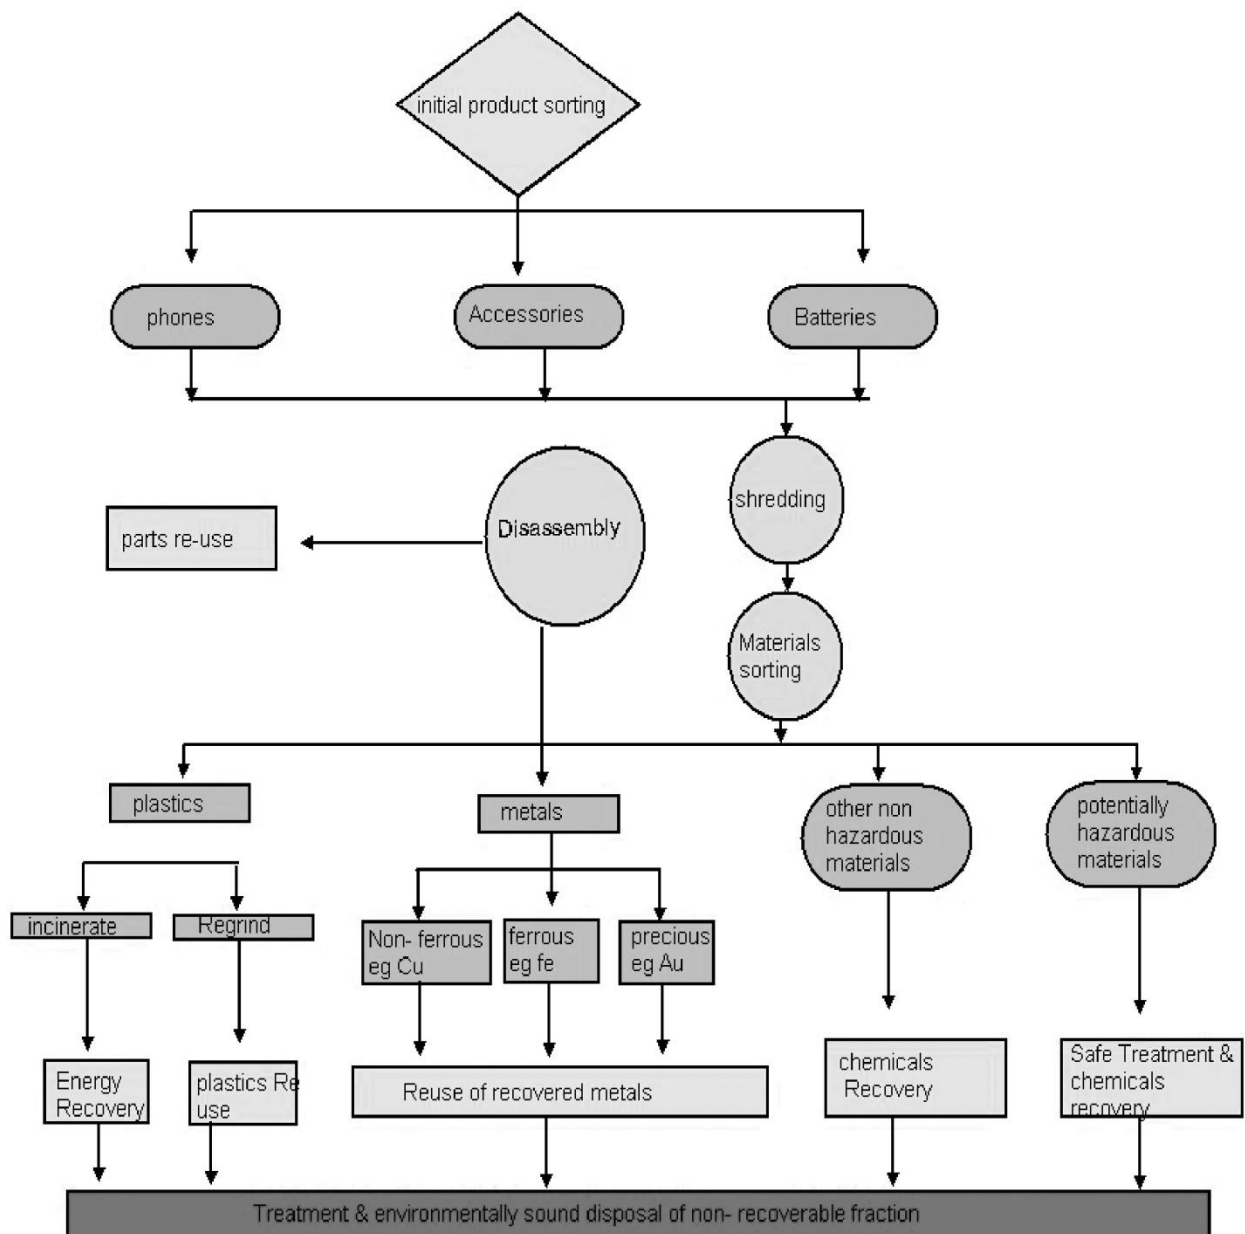 initial product sorting
phones
Accessories
Batteries
shredding
Disassembly
parts re-use
Materials
sorting
plastics
metals
other non
hazardous
materials
potentially
hazardous
materials
incinerate
Regrind
Non- ferrous
eg Cu
ferrous
eg fe
precious
eg Au
Energy
Recovery
plastics Re
use
Reuse of recovered metals
chemicals
Recovery
Safe Treatment &
chemicals
recovery
Treatment & environmentally sound disposal of non- recoverable fraction